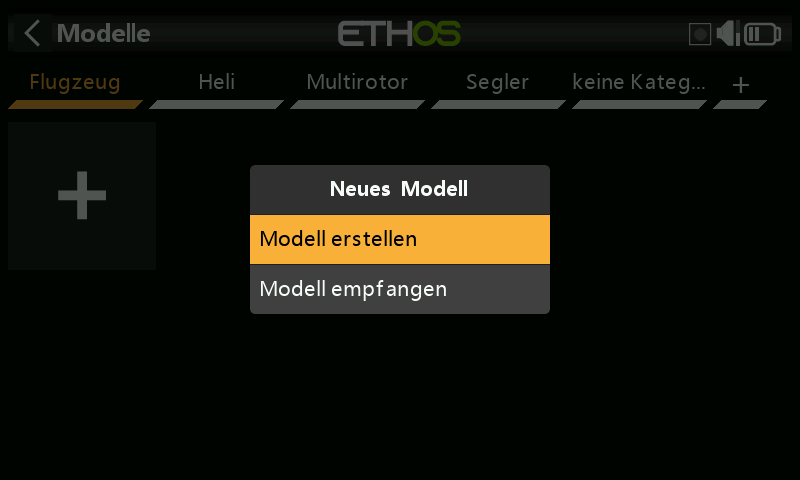 Modelle
ETHOS
Flugzeug
Heli
Multirotor
Segler
keine Kateg...
+
Neues Modell
Modell erstellen
Modell empfangen